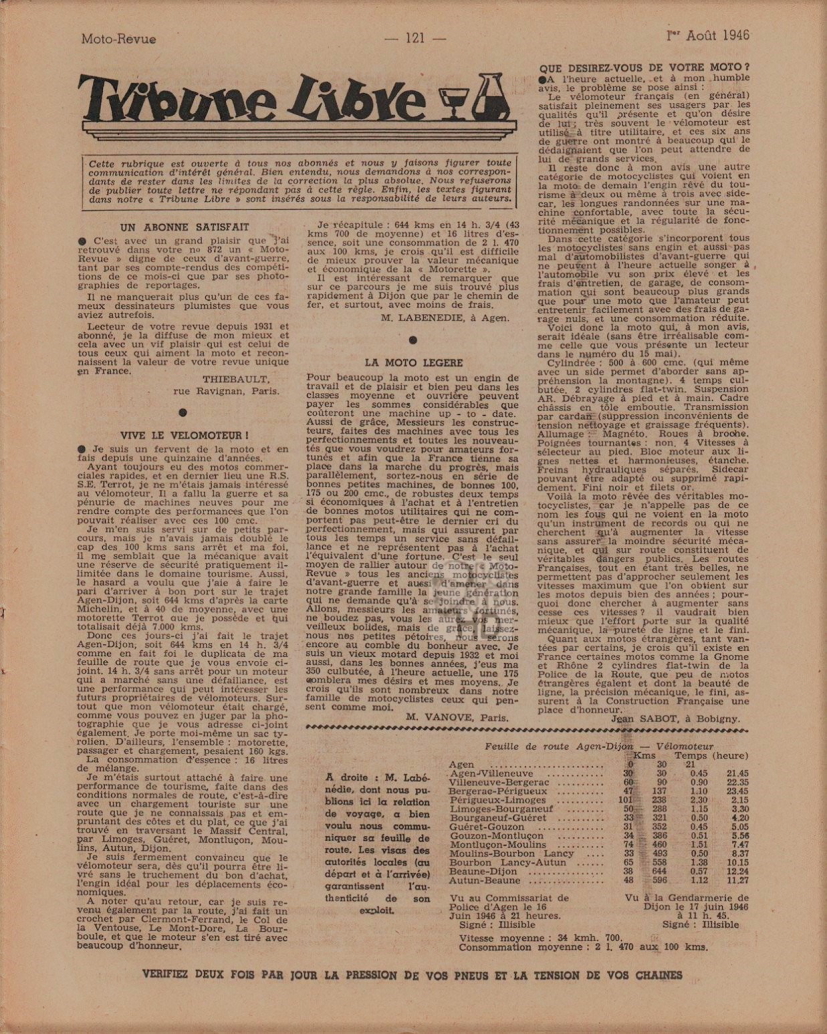 Moto-Revue
— 121 —
1er Août 1946
Tribune Libre
Cette rubrique est ouverte à tous nos abonnés et nous y faisons figurer toute
communication d'intérêt général. Bien entendu, nous demandons à nos correspon-
dants de rester dans les limites de la correction la plus absolue. Nous refuserons
de publier toute lettre ne répondant pas à cette règle. Enfin, les textes figurant
dans notre « Tribune Libre » sont insérés sous la responsabilité de leurs auteurs.
UN ABONNE SATISFAIT
● C'est avec un grand plaisir que j'ai
retrouvé dans votre no 872 un « Moto-
Revue » digne de ceux d'avant-guerre,
tant par ses compte-rendus des compéti-
tions de ce mois-ci que par ses photo-
graphies de reportages.
Il ne manquerait plus qu'un de ces fa-
meux dessinateurs plumistes que vous
aviez autrefois.
Lecteur de votre revue depuis 1931 et
abonné, je la diffuse de mon mieux et
cela avec un vif plaisir qui est celui de
tous ceux qui aiment la moto et recon-
naissent la valeur de votre revue unique
en France.
THIEBAULT,
rue Ravignan, Paris.
●
VIVE LE VELOMOTEUR !
● Je suis un fervent de la moto et en
fais depuis une quinzaine d'années.
Ayant toujours eu des motos commer-
ciales rapides, et en dernier lieu une R.S.
S.E. Terrot, je ne m'étais jamais intéressé
au vélomoteur. Il a fallu la guerre et sa
pénurie de machines neuves pour me
rendre compte des performances que l'on
pouvait réaliser avec ces 100 cmc.
Je m'en suis servi sur de petits par-
cours, mais je n'avais jamais doublé le
cap des 100 kms sans arrêt et ma foi,
il me semblait que la mécanique avait
une réserve de sécurité pratiquement il-
limitée dans le domaine tourisme. Aussi,
le hasard a voulu que j'aie à faire le
pari d'arriver à bon port sur le trajet
Agen-Dijon, soit 644 kms d'après la carte
Michelin, et à 40 de moyenne, avec une
motorette Terrot que je possède et qui
totalisait déjà 7.000 kms.
Donc ces jours-ci j'ai fait le trajet
Agen-Dijon, soit 644 kms en 14 h. 3/4
comme en fait foi le duplicata de ma
feuille de route que je vous envoie ci-
joint. 14 h. 3/4 sans arrêt pour un moteur
qui a marché sans une défaillance, est
une performance qui peut intéresser les
futurs propriétaires de vélomoteurs. Sur-
tout que mon vélomoteur était chargé,
comme vous pouvez en juger par la pho-
tographie que je vous adresse ci-joint
également. Je porte moi-même un sac ty-
rolien. D'ailleurs, l'ensemble : motorette,
passager et chargement, pesaient 160 kgs.
La consommation d'essence : 16 litres
de mélange.
Je m'étais surtout attaché à faire une
performance de tourisme, faite dans des
conditions normales de route, c'est-à-dire
avec un chargement touriste sur une
route que je ne connaissais pas et em-
pruntant des côtes et du plat, ce que j'ai
trouvé en traversant le Massif Central,
par Limoges, Guéret, Montluçon, Mou-
lins, Autun, Dijon.
Je suis fermement convaincu que le
vélomoteur sera, dès qu'il pourra être li-
vré sans le truchement du bon d'achat,
l'engin idéal pour les déplacements éco-
nomiques.
A noter qu'au retour, car je suis re-
venu également par la route, j'ai fait un
crochet par Clermont-Ferrand, le Col de
la Ventouse, Le Mont-Dore, La Bour-
boule, et que le moteur s'en est tiré avec
beaucoup d'honneur.
Je récapitule : 644 kms en 14 h. 3/4 (43
kms 700 de moyenne) et 16 litres d'es-
sence, soit une consommation de 2 l. 470
aux 100 kms, je crois qu'il est difficile
de mieux prouver la valeur mécanique
et économique de la « Motorette ».
Il est intéressant de remarquer que
sur ce parcours je me suis trouvé plus
rapidement à Dijon que par le chemin de
fer, et surtout, avec moins de frais.
M. LABENEDIE, à Agen.
●
LA MOTO LEGERE
Pour beaucoup la moto est un engin de
travail et de plaisir et bien peu dans les
classes moyenne et ouvrière peuvent
payer les sommes considérables que
coûteront une machine up - to - date.
Aussi de grâce, Messieurs les construc-
teurs, faites des machines avec tous les
perfectionnements et toutes les nouveau-
tés que vous voudrez pour amateurs for-
tunés et afin que la France tienne sa
place dans la marche du progrès, mais
parallèlement, sortez-nous en série de
bonnes petites machines, de bonnes 100,
175 ou 200 cmc., de robustes deux temps
si économiques à l'achat et à l'entretien
de bonnes motos utilitaires qui ne com-
portent pas peut-être le dernier cri du
perfectionnement, mais qui assurent par
tous les temps un service sans défail-
lance et ne représentent pas à l'achat
l'équivalent d'une fortune. C'est le seul
moyen de rallier autour de notre « Moto-
Revue » tous les anciens motocyclistes
d'avant-guerre et aussi d'amener dans
notre grande famille la jeune génération
qui ne demande qu'à se joindre à nous.
Allons, messieurs les amateurs fortunés,
ne boudez pas, vous les aurez vos mer-
veilleux bolides, mais de grâce laissez-
nous nos petites pétoires, nous serons
encore au comble du bonheur avec. Je
suis un vieux motard depuis 1932 et moi
aussi, dans les bonnes années, j'eus ma
350 culbutée, à l'heure actuelle, une 175
comblera mes désirs et mes moyens. Je
crois qu'ils sont nombreux dans notre
famille de motocyclistes ceux qui pen-
sent comme moi.
M. VANOVE, Paris.
QUE DESIREZ-VOUS DE VOTRE MOTO ?
● A l'heure actuelle, et à mon humble
avis, le problème se pose ainsi :
Le vélomoteur français (en général)
satisfait pleinement ses usagers par les
qualités qu'il présente et qu'on désire
de lui ; très souvent le vélomoteur est
utilisé à titre utilitaire, et ces six ans
de guerre ont montré à beaucoup qui le
dédaignaient que l'on peut attendre de
lui de grands services.
Il reste donc à mon avis une autre
catégorie de motocyclistes qui voient en
la moto de demain l'engin rêvé du tou-
risme à deux ou même à trois avec side-
car, les longues randonnées sur une ma-
chine confortable, avec toute la sécu-
rité mécanique et la régularité de fonc-
tionnement possibles.
Dans cette catégorie s'incorporent tous
les motocyclistes sans engin et aussi pas
mal d'automobilistes d'avant-guerre qui
ne peuvent à l'heure actuelle songer à
l'automobile vu son prix élevé et les
frais d'entretien, de garage, de consom-
mation qui sont beaucoup plus grands
que pour une moto que l'amateur peut
entretenir facilement avec des frais de ga-
rage nuls, et une consommation réduite.
Voici donc la moto qui, à mon avis,
serait idéale (sans être irréalisable com-
me celle que vous présente un lecteur
dans le numéro du 15 mai).
Cylindrée : 500 à 600 cmc. (qui même
avec un side permet d'aborder sans ap-
préhension la montagne). 4 temps cul-
butée, 2 cylindres flat-twin. Suspension
AR. Débrayage à pied et à main. Cadre
châssis en tôle emboutie. Transmission
par cardan (suppression inconvénients de
tension nettoyage et graissage fréquents).
Allumage : Magnéto. Roues à broche.
Poignées tournantes : non. 4 Vitesses à
sélecteur au pied. Bloc moteur aux li-
gnes nettes et harmonieuses, étanche.
Freins hydrauliques séparés. Sidecar
pouvant être adapté ou supprimé rapi-
dement. Fini noir et filets or.
Voilà la moto rêvée des véritables mo-
tocyclistes, car je n'appelle pas de ce
nom les fous qui ne voient en la moto
qu'un instrument de records ou qui ne
cherchent qu'à augmenter la vitesse
sans assurer la moindre sécurité méca-
nique, et qui sur route constituent de
véritables dangers publics. Les routes
Françaises, tout en étant très belles, ne
permettent pas d'approcher seulement les
vitesses maximum que l'on obtient sur
les motos depuis bien des années ; pour-
quoi donc chercher à augmenter sans
cesse ces vitesses ? il vaudrait bien
mieux que l'effort porte sur la qualité
mécanique, la pureté de ligne et le fini.
Quant aux motos étrangères, tant van-
tées par certains, je crois qu'il existe en
France certaines motos comme la Gnome
et Rhône 2 cylindres flat-twin de la
Police de la Route, que peu de motos
étrangères égalent et dont la beauté de
ligne, la précision mécanique, le fini, as-
surent à la Construction Française une
place d'honneur.
Jean SABOT, à Bobigny.
A droite : M. Labé-
nédie, dont nous pu-
blions ici la relation
de voyage, a bien
voulu nous commu-
niquer sa feuille de
route. Les visas des
autorités locales (au
départ et à l'arrivée)
garantissent l'au-
thenticité de son
exploit.
Feuille de route Agen-Dijon — Vélomoteur
Kms Temps (heure)
Agen .......... 0 30 21
Agen-Villeneuve .......... 30 30 0.45 21.45
Villeneuve-Bergerac .......... 60 90 0.90 22.35
Bergerac-Périgueux .......... 47 137 1.10 23.45
Périgueux-Limoges .......... 101 238 2.30 2.15
Limoges-Bourganeuf .......... 50 288 1.15 3.30
Bourganeuf-Guéret .......... 33 321 0.50 4.20
Guéret-Gouzon .......... 31 352 0.45 5.05
Gouzon-Montluçon .......... 34 386 0.51 5.56
Montluçon-Moulins .......... 74 460 1.51 7.47
Moulins-Bourbon Lancy .... 33 493 0.50 8.37
Bourbon Lancy-Autun .......... 65 558 1.38 10.15
Beaune-Dijon .......... 38 644 0.57 12.24
Autun-Beaune .......... 48 596 1.12 11.27
Vu au Commissariat de
Police d'Agen le 16
Juin 1946 à 21 heures.
Signé : Illisible
Vu à la Gendarmerie de
Dijon le 17 juin 1946
à 11 h. 45.
Signé : Illisible
Vitesse moyenne : 34 kmh. 700.
Consommation moyenne : 2 l. 470 aux 100 kms.
VERIFIEZ DEUX FOIS PAR JOUR LA PRESSION DE VOS PNEUS ET LA TENSION DE VOS CHAINES